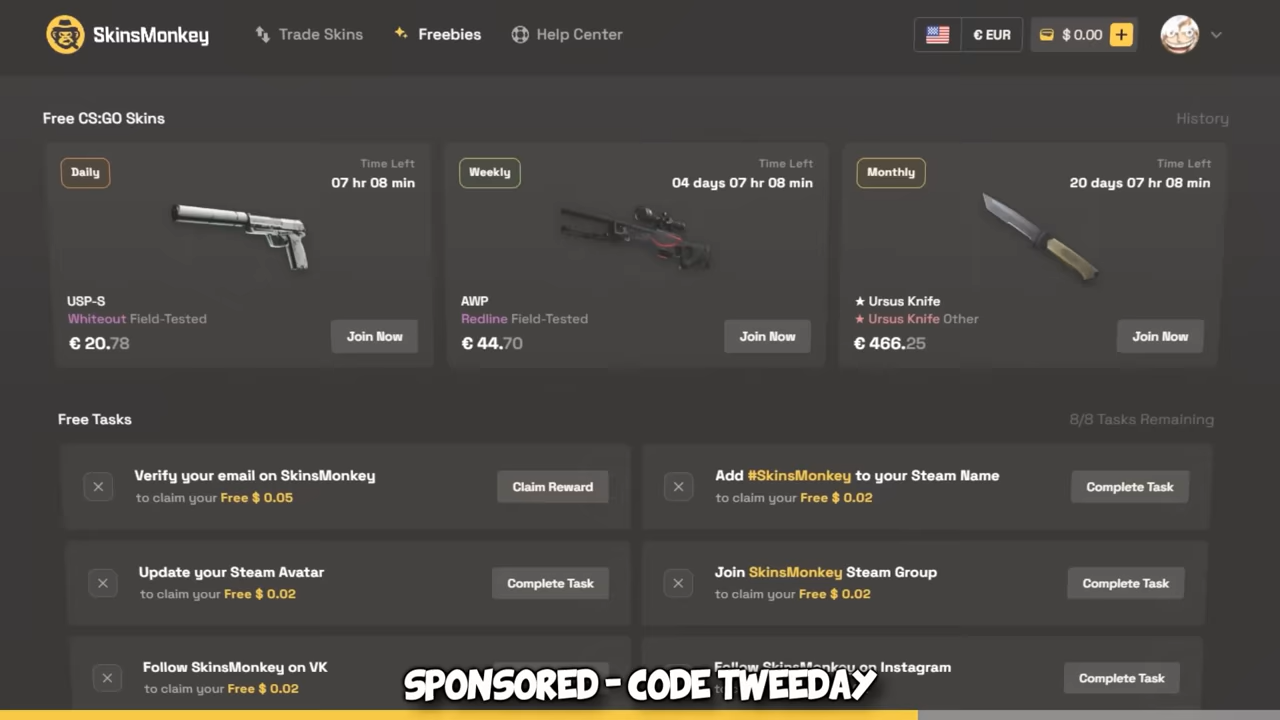 SkinsMonkey
Trade Skins
Freebies
Help Center
€ EUR
$ 0.00 +
Free CS:GO Skins
History
Daily
Time Left
07 hr 08 min
USP-S
Whiteout Field-Tested
€ 20.78
Join Now
Weekly
Time Left
04 days 07 hr 08 min
AWP
Redline Field-Tested
€ 44.70
Join Now
Monthly
Time Left
20 days 07 hr 08 min
★ Ursus Knife
★ Ursus Knife Other
€ 466.25
Join Now
Free Tasks
8/8 Tasks Remaining
Verify your email on SkinsMonkey
to claim your Free $ 0.05
Claim Reward
Add #SkinsMonkey to your Steam Name
to claim your Free $ 0.02
Complete Task
Update your Steam Avatar
to claim your Free $ 0.02
Complete Task
Join SkinsMonkey Steam Group
to claim your Free $ 0.02
Complete Task
Follow SkinsMonkey on VK
to claim your Free $ 0.02
Follow SkinsMonkey on Instagram
Complete Task
SPONSORED - CODE TWEEDAY